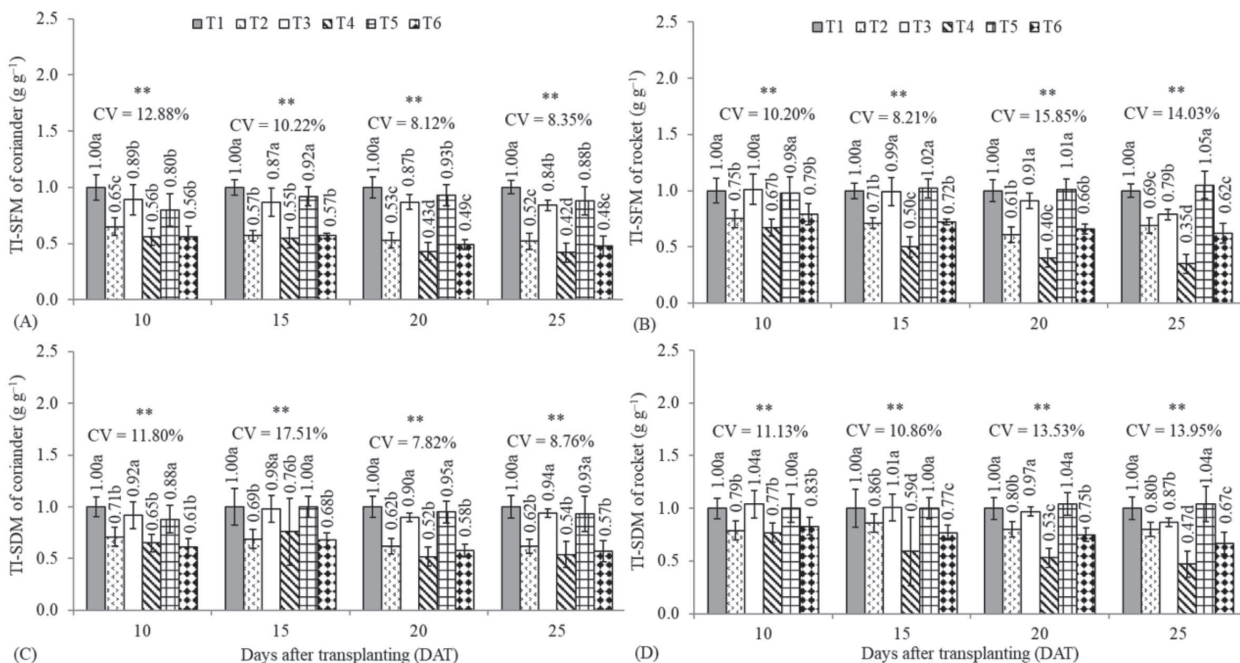 T1 T2 T3 T4 T5 T6
TI-SFM of coriander (g g⁻¹)
2.5
2.0
1.5
1.0
0.5
0.0
** ** ** **
CV = 12.88% CV = 10.22% CV = 8.12% CV = 8.35%
1.00a 0.65c 0.89b 0.56b 0.80b 0.56b
1.00a 0.57b 0.87a 0.55b 0.92a 0.57b
1.00a 0.53c 0.87b 0.43d 0.93b 0.49c
1.00a 0.52c 0.84b 0.42d 0.88b 0.48c
10 15 20 25
(A)
T1 T2 T3 T4 T5 T6
TI-SFM of rocket (g g⁻¹)
2.5
2.0
1.5
1.0
0.5
0.0
** ** ** **
CV = 10.20% CV = 8.21% CV = 15.85% CV = 14.03%
1.00a 0.75b 1.00a 0.67b 0.98a 0.79b
1.00a 0.71b 0.99a 0.50c 1.02a 0.72b
1.00a 0.61b 0.91a 0.40c 1.01a 0.66b
1.00a 0.69c 0.79b 0.35d 1.05a 0.62c
10 15 20 25
(B)
TI-SDM of coriander (g g⁻¹)
2.5
2.0
1.5
1.0
0.5
0.0
** ** ** **
CV = 11.80% CV = 17.51% CV = 7.82% CV = 8.76%
1.00a 0.71b 0.92a 0.65b 0.88a 0.61b
1.00a 0.69b 0.98a 0.76b 1.00a 0.68b
1.00a 0.62b 0.90a 0.52b 0.95a 0.58b
1.00a 0.62b 0.94a 0.54b 0.93a 0.57b
10 15 20 25
(C)
Days after transplanting (DAT)
TI-SDM of rocket (g g⁻¹)
2.5
2.0
1.5
1.0
0.5
0.0
** ** ** **
CV = 11.13% CV = 10.86% CV = 13.53% CV = 13.95%
1.00a 0.79b 1.04a 0.77b 1.00a 0.83b
1.00a 0.86b 1.01a 0.59d 1.00a 0.77c
1.00a 0.80b 0.97a 0.53c 1.04a 0.75b
1.00a 0.80b 0.87b 0.47d 1.04a 0.67c
10 15 20 25
(D)
Days after transplanting (DAT)